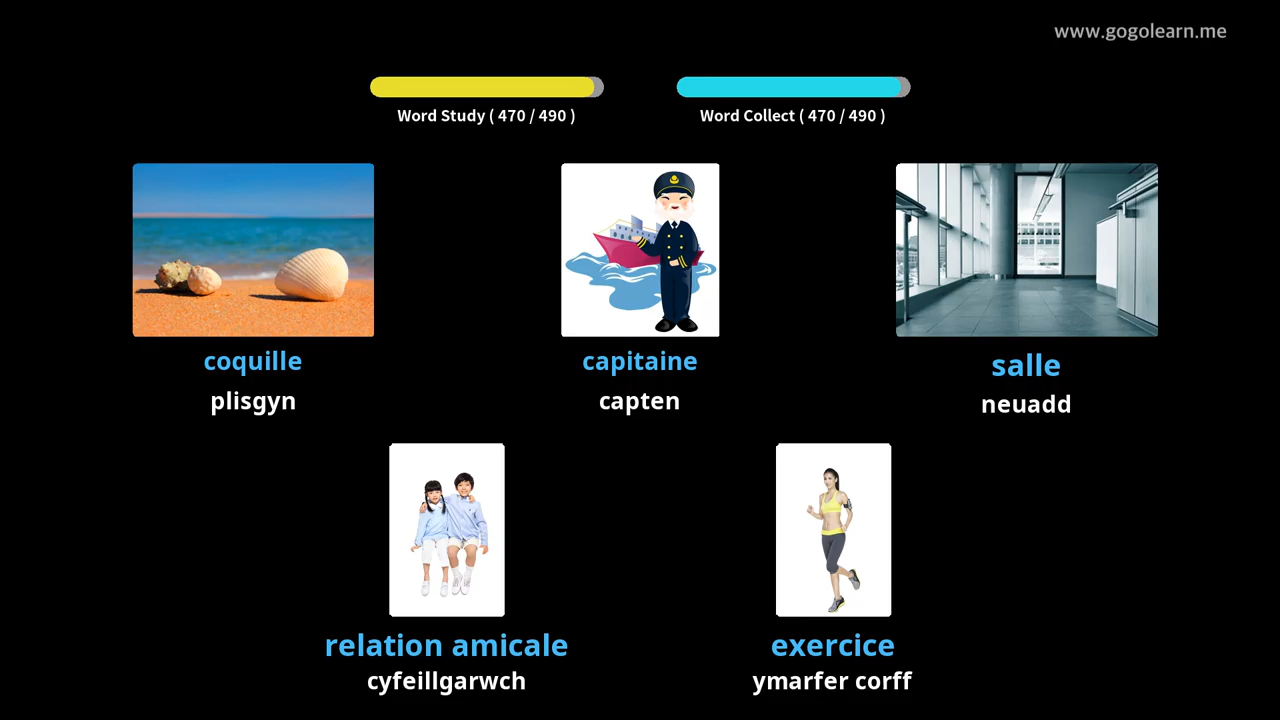 www.gogolearn.me
Word Study ( 470 / 490 )
Word Collect ( 470 / 490 )
coquille
capitaine
salle
plisgyn
capten
neuadd
relation amicale
exercice
cyfeillgarwch
ymarfer corff